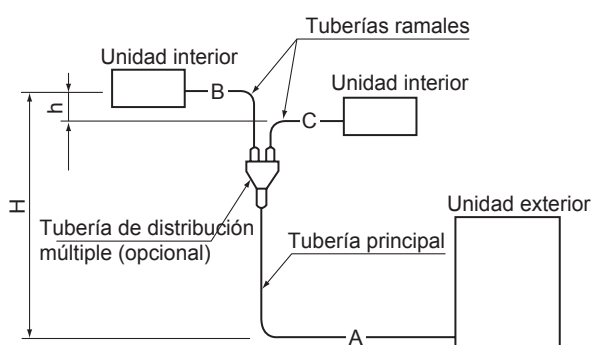 Tuberías ramales
Unidad interior
B
Unidad interior
h
C
H
Unidad exterior
Tubería de distribución
múltiple (opcional)
Tubería principal
A